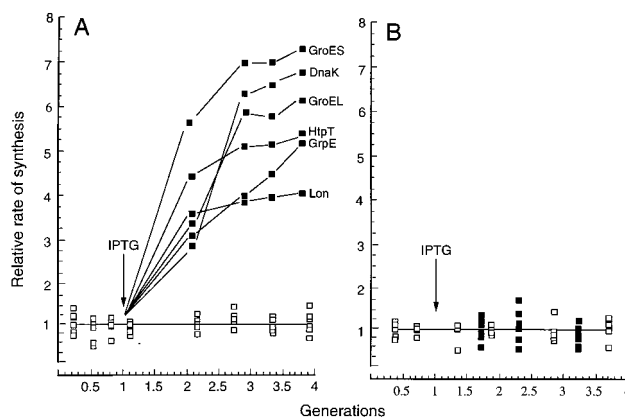 A
B
Relative rate of synthesis
8
7
6
5
4
3
2
1
IPTG
GroES
DnaK
GroEL
HtpT
GrpE
Lon
0.5 1 1.5 2 2.5 3 3.5 4
8
7
6
5
4
3
2
1
IPTG
0.5 1 1.5 2 2.5 3 3.5
Generations